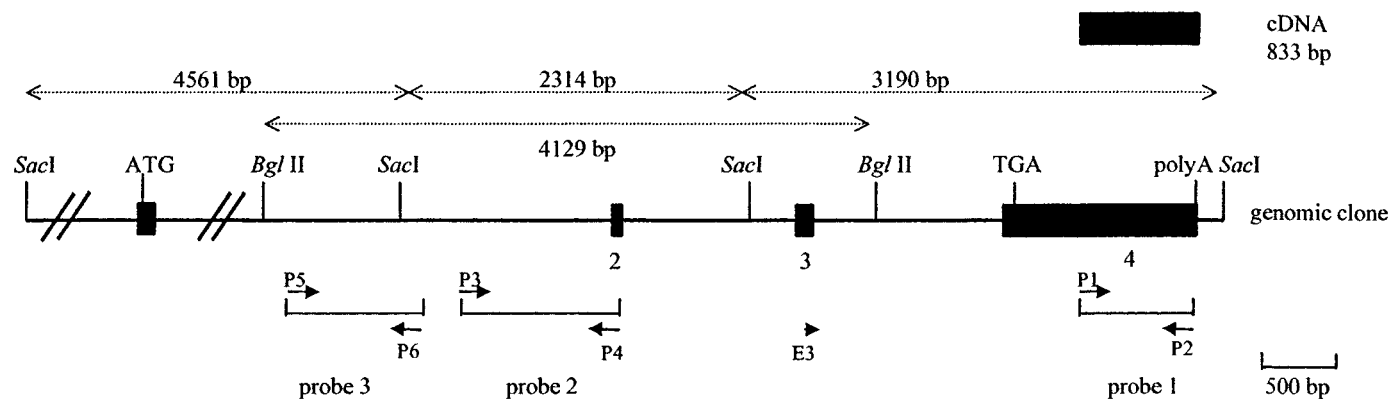 cDNA
833 bp
4561 bp
2314 bp
3190 bp
4129 bp
SacI
ATG
Bgl II
SacI
SacI
Bgl II
TGA
polyA
SacI
genomic clone
2
3
4
P5
P3
P1
P6
P4
E3
P2
probe 3
probe 2
probe 1
500 bp